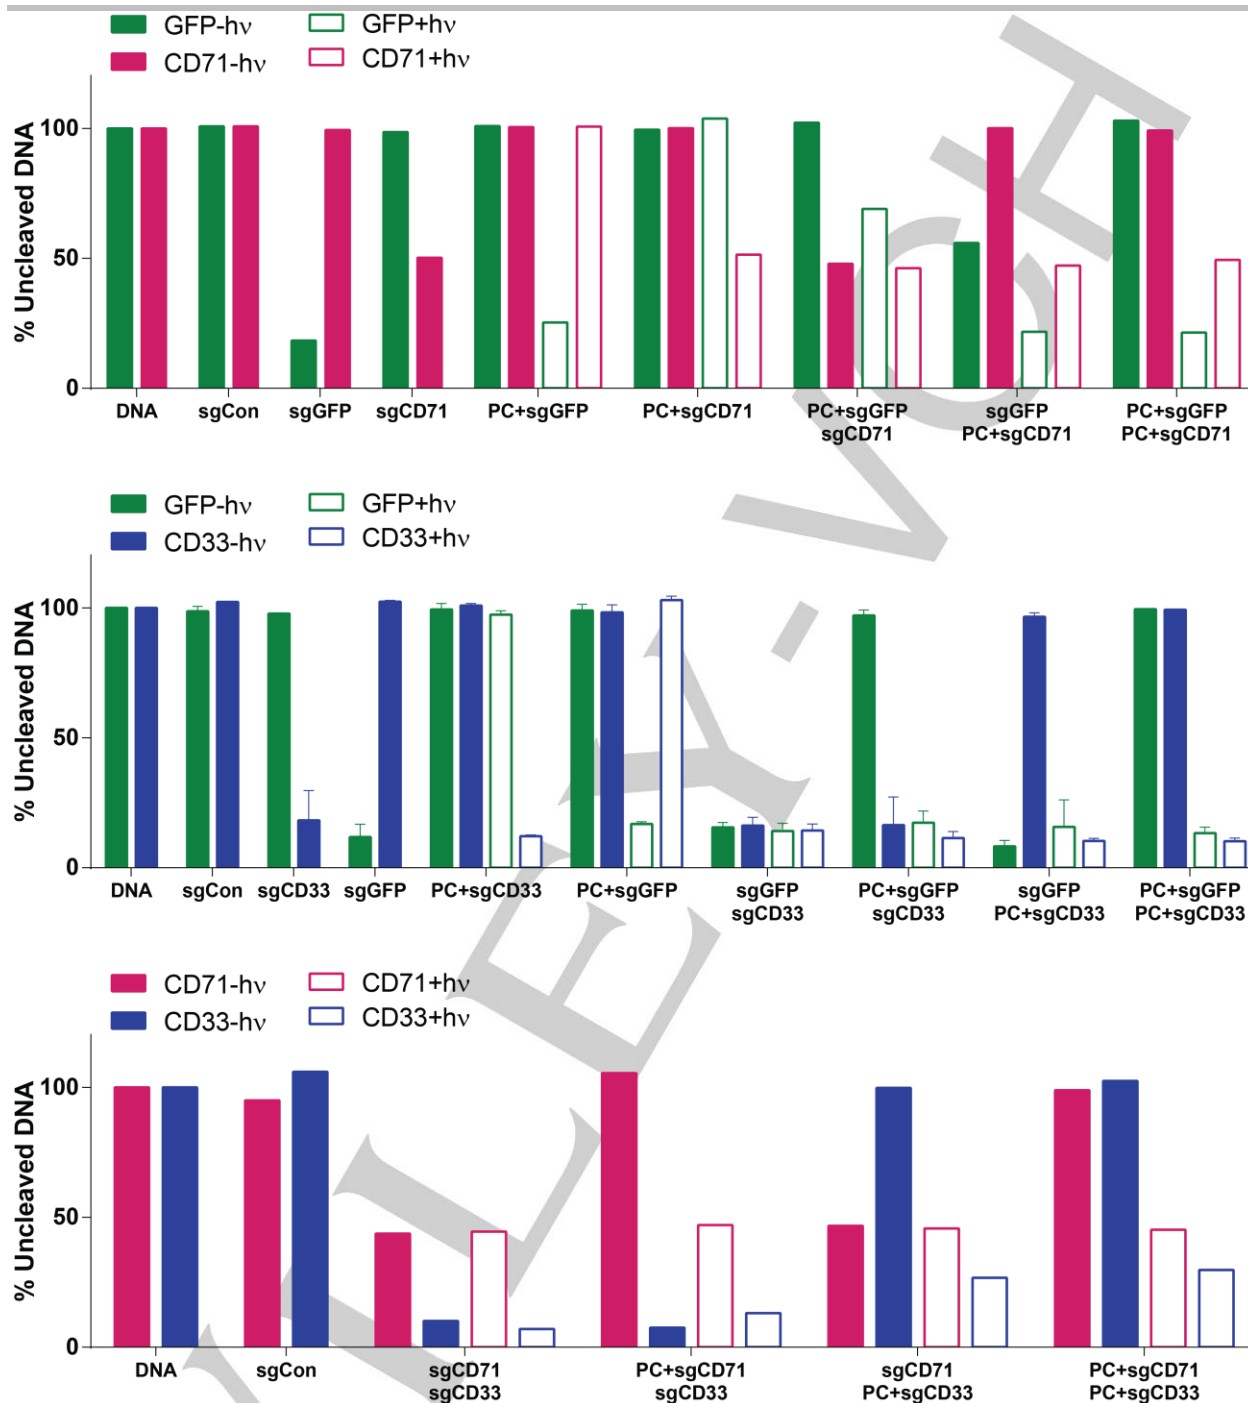 GFP-hν GFP+hν
CD71-hν CD71+hν
% Uncleaved DNA
100
50
0
DNA sgCon sgGFP sgCD71 PC+sgGFP PC+sgCD71 PC+sgGFP sgGFP PC+sgGFP
sgCD71 PC+sgCD71 PC+sgCD71
GFP-hν GFP+hν
CD33-hν CD33+hν
% Uncleaved DNA
100
50
0
DNA sgCon sgCD33 sgGFP PC+sgCD33 PC+sgGFP sgGFP PC+sgGFP sgGFP PC+sgGFP
sgCD33 sgCD33 PC+sgCD33 PC+sgCD33
CD71-hν CD71+hν
CD33-hν CD33+hν
% Uncleaved DNA
100
50
0
DNA sgCon sgCD71 PC+sgCD71 sgCD71 PC+sgCD71
sgCD33 sgCD33 PC+sgCD33 PC+sgCD33
WILEY-VCH